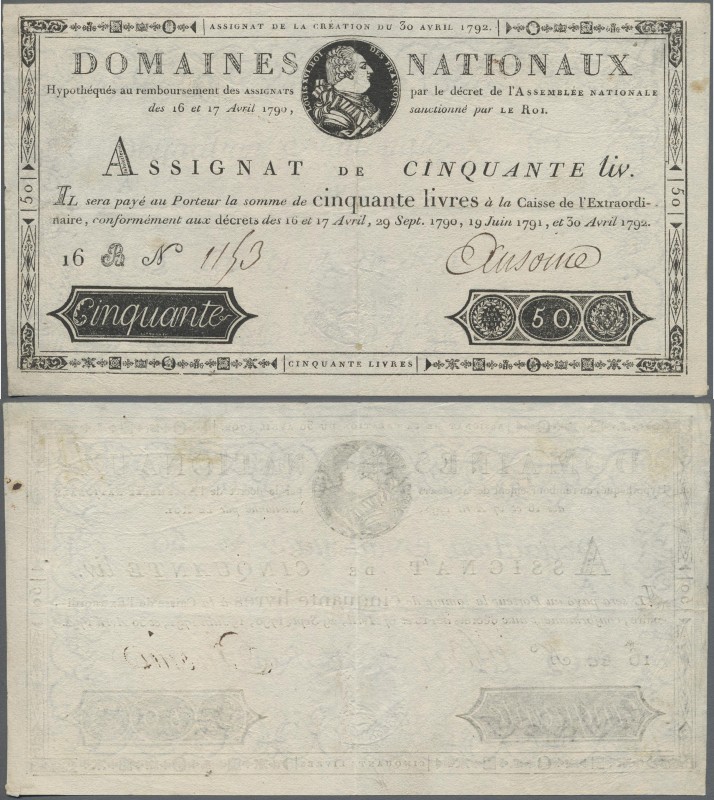 ASSIGNAT DE LA CRÉATION DU 30 AVRIL 1792.
DOMAINES NATIONAUX
LOUIS XVI ROI DES FRANÇOIS
Hypothéqués au remboursement des ASSIGNATS par le décret de l'ASSEMBLÉE NATIONALE
des 16 et 17 Avril 1790, sanctionné par LE ROI.
ASSIGNAT DE CINQUANTE liv.
IL sera payé au Porteur la somme de cinquante livres à la Caisse de l'Extraordi-
naire, conformément aux décrets des 16 et 17 Avril, 29 Sept. 1790, 19 Juin 1791, et 30 Avril 1792.
16 N 1153
Cinquante 50.
50
50
CINQUANTE LIVRES